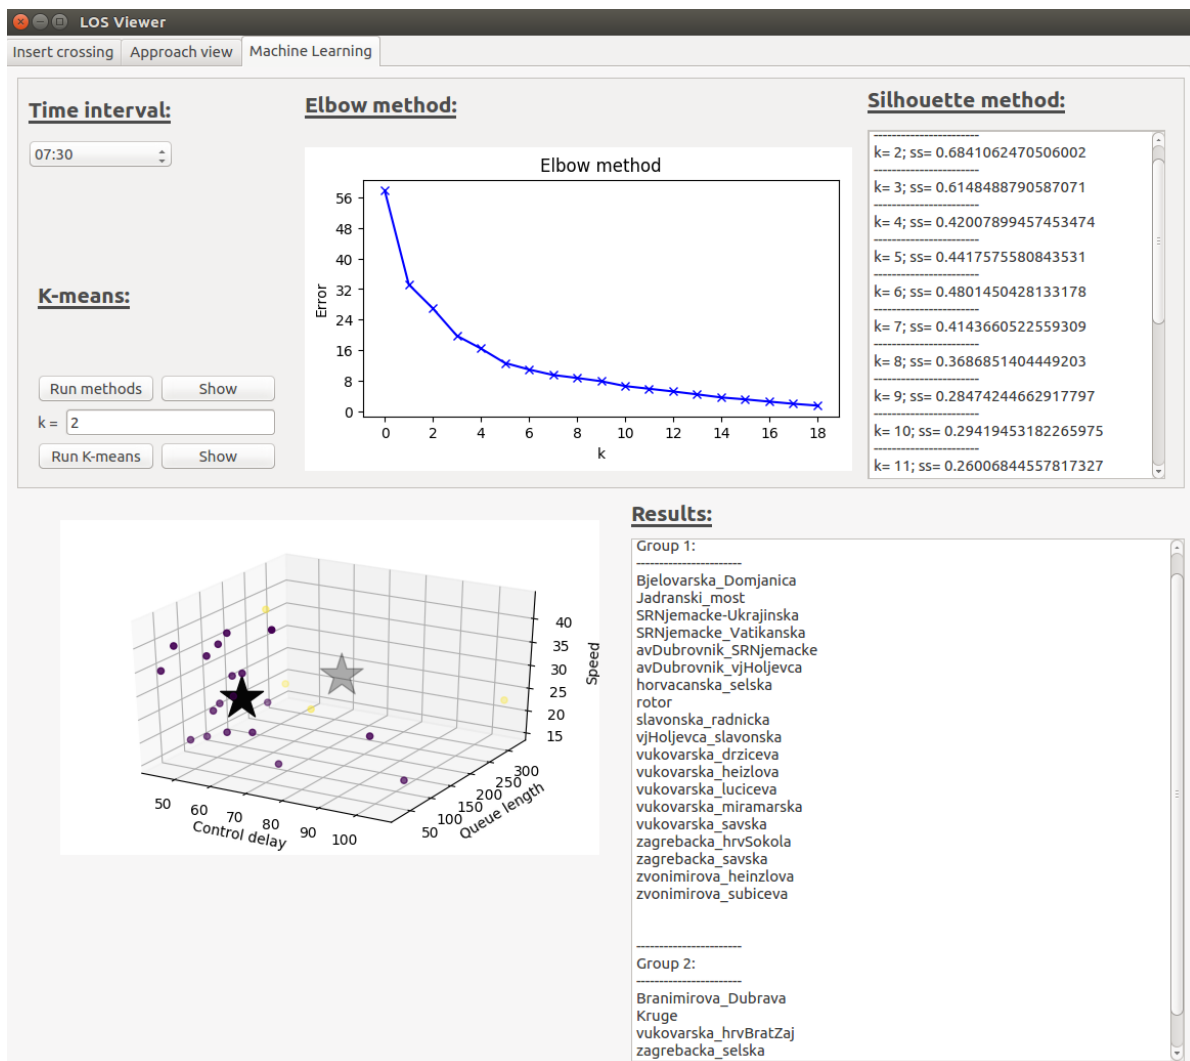 LOS Viewer
Insert crossing
Approach view
Machine Learning
Time interval:
07:30
K-means:
Run methods
Show
k =
2
Run K-means
Show
Elbow method:
Elbow method
Error
56
48
40
32
24
16
8
0
0 2 4 6 8 10 12 14 16 18
k
Silhouette method:
-----------------------
k= 2; ss= 0.6841062470506002
-----------------------
k= 3; ss= 0.6148488790587071
-----------------------
k= 4; ss= 0.42007899457453474
-----------------------
k= 5; ss= 0.4417575580843531
-----------------------
k= 6; ss= 0.4801450428133178
-----------------------
k= 7; ss= 0.4143660522559309
-----------------------
k= 8; ss= 0.3686851404449203
-----------------------
k= 9; ss= 0.28474244662917797
-----------------------
k= 10; ss= 0.29419453182265975
-----------------------
k= 11; ss= 0.26006844557817327
40
35
30
25
20
15
Speed
50 60 70 80 90 100
Control delay
50 100 150 200 250 300
Queue length
Results:
Group 1:
-----------------------
Bjelovarska_Domjanica
Jadranski_most
SRNjemacke-Ukrajinska
SRNjemacke_Vatikanska
avDubrovnik_SRNjemacke
avDubrovnik_vjHoljevca
horvacanska_selska
rotor
slavonska_radnicka
vjHoljevca_slavonska
vukovarska_drziceva
vukovarska_heizlova
vukovarska_luciceva
vukovarska_miramarska
vukovarska_savska
zagrebacka_hrvSokola
zagrebacka_savska
zvonimirova_heinzlova
zvonimirova_subiceva
-----------------------
Group 2:
-----------------------
Branimirova_Dubrava
Kruge
vukovarska_hrvBratZaj
zagrebacka_selska